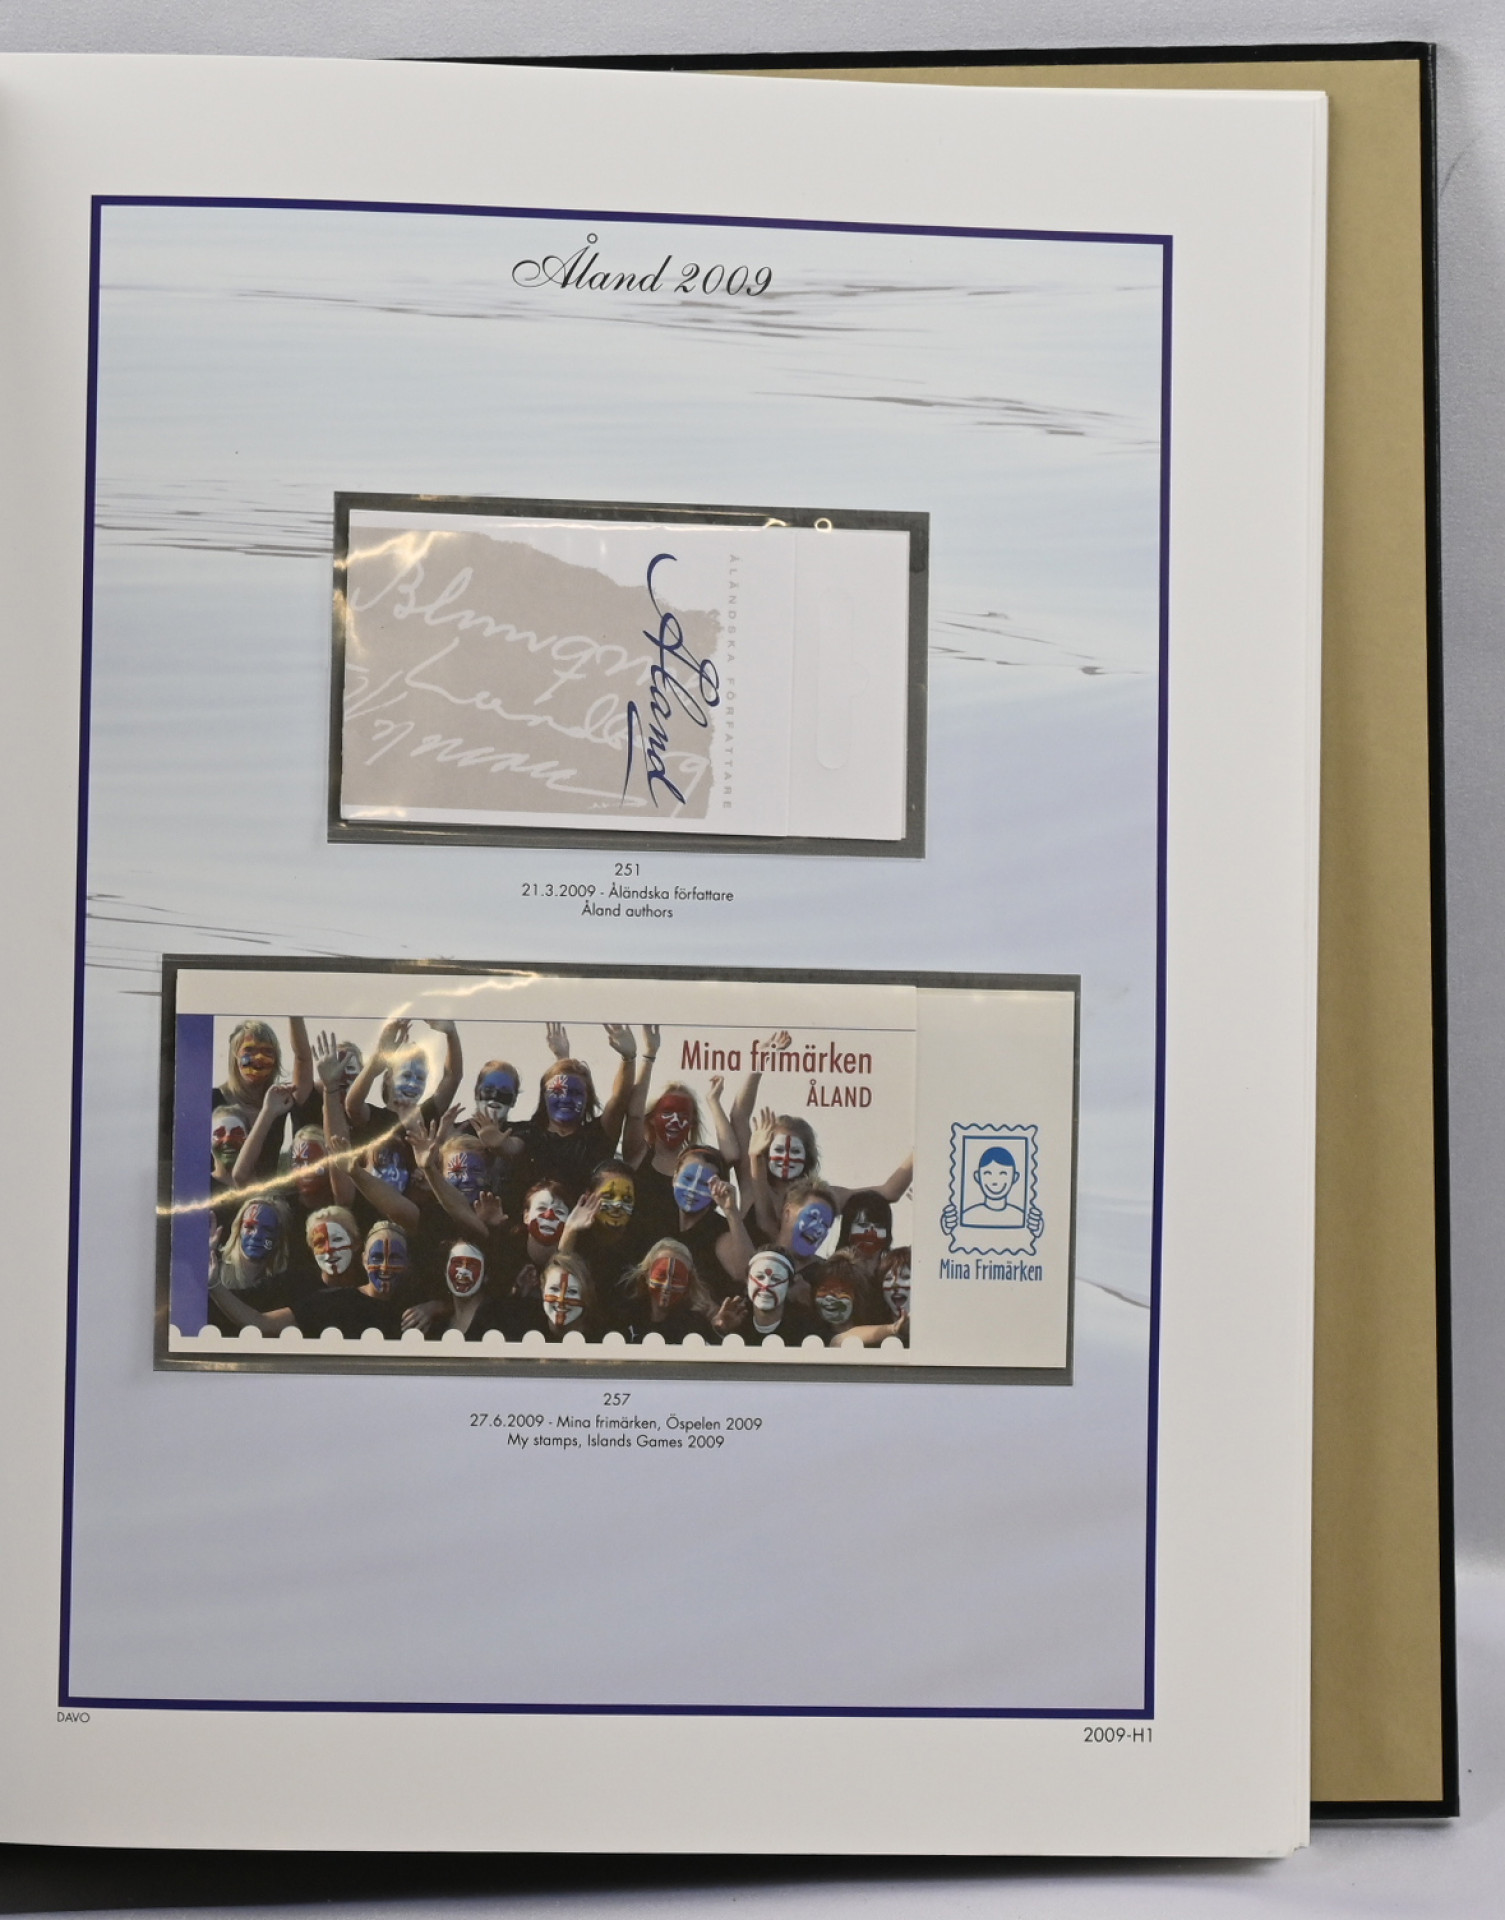 Åland 2009
Åland
ÅLÄNDSKA FÖRFATTARE
251
21.3.2009 - Åländska författare
Åland authors
Mina frimärken
ÅLAND
Mina Frimärken
257
27.6.2009 - Mina frimärken, Öspelen 2009
My stamps, Islands Games 2009
DAVO
2009-H1